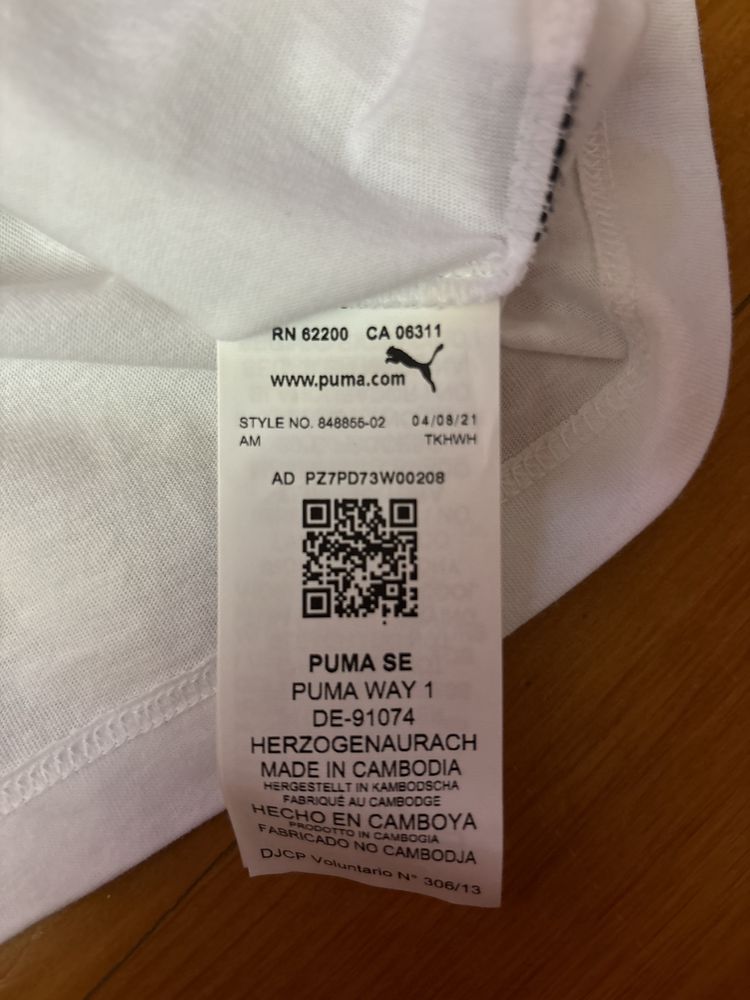 RN 62200 CA 06311
www.puma.com
STYLE NO. 848855-02 04/08/21
AM TKHWH
AD PZ7PD73W00208
PUMA SE
PUMA WAY 1
DE-91074
HERZOGENAURACH
MADE IN CAMBODIA
HERGESTELLT IN KAMBODSCHA
FABRIQUÉ AU CAMBODGE
HECHO EN CAMBOYA
PRODOTTO IN CAMBOGIA
FABRICADO NO CAMBODJA
DJCP Voluntario N° 306/13